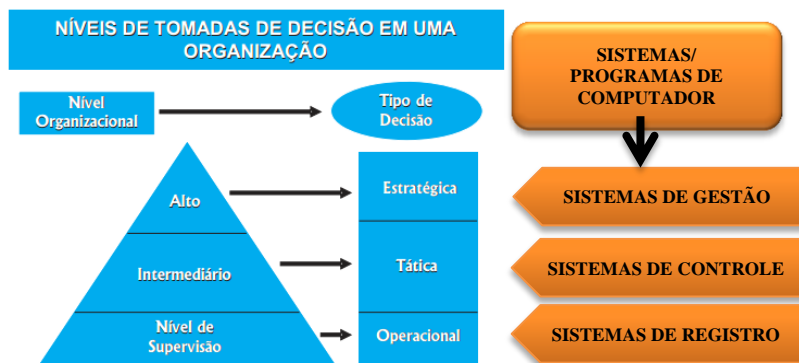 NÍVEIS DE TOMADAS DE DECISÃO EM UMA
ORGANIZAÇÃO
SISTEMAS/
PROGRAMAS DE
COMPUTADOR
Nível
Organizacional
Tipo de
Decisão
Alto
Estratégica
SISTEMAS DE GESTÃO
Intermediário
Tática
SISTEMAS DE CONTROLE
Nível de
Supervisão
Operacional
SISTEMAS DE REGISTRO